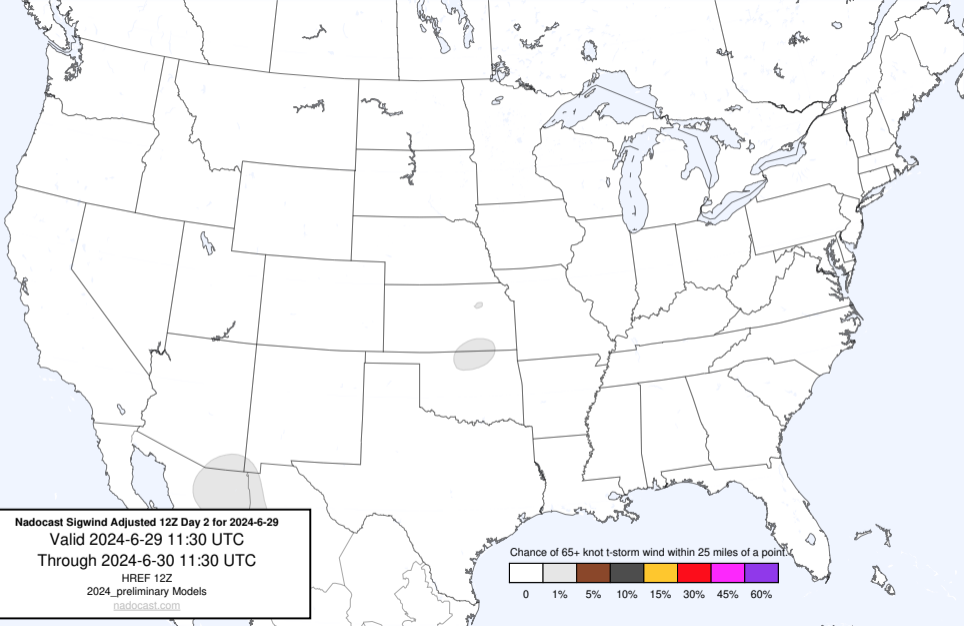 Nadocast Sigwind Adjusted 12Z Day 2 for 2024-6-29
Valid 2024-6-29 11:30 UTC
Through 2024-6-30 11:30 UTC
HREF 12Z
2024_preliminary Models
nadocast.com
Chance of 65+ knot t-storm wind within 25 miles of a point.
0 1% 5% 10% 15% 30% 45% 60%